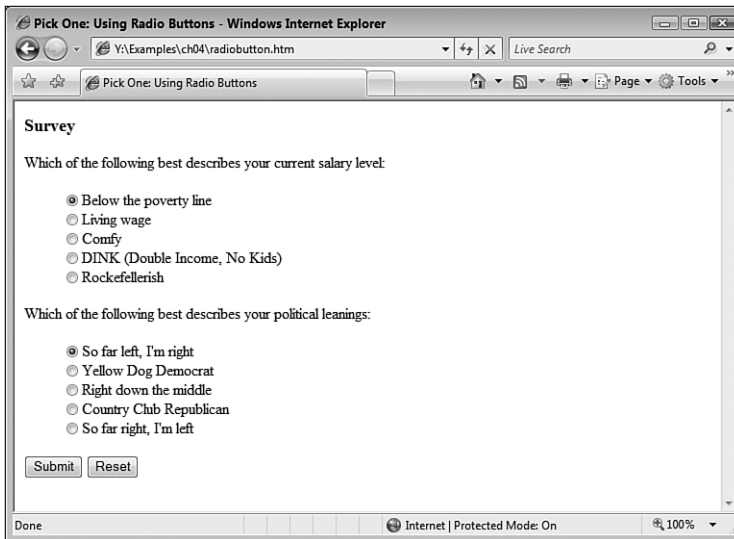 Pick One: Using Radio Buttons - Windows Internet Explorer
Y:\Examples\ch04\radiobutton.htm
Live Search
Pick One: Using Radio Buttons
Page
Tools
»
Survey
Which of the following best describes your current salary level:
Below the poverty line
Living wage
Comfy
DINK (Double Income, No Kids)
Rockefellerish
Which of the following best describes your political leanings:
So far left, I'm right
Yellow Dog Democrat
Right down the middle
Country Club Republican
So far right, I'm left
Submit Reset
Done Internet | Protected Mode: On 100%